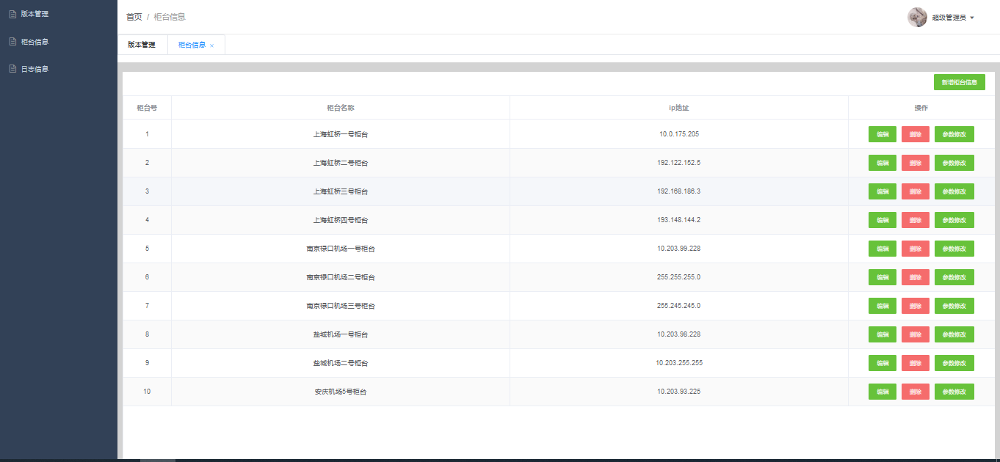 版本管理
柜台信息
日志信息
首页 / 柜台信息
超级管理员
版本管理 柜台信息 ×
新增柜台信息
柜台号 柜台名称 ip地址 操作
1 上海虹桥一号柜台 10.0.175.205 编辑 删除 参数修改
2 上海虹桥二号柜台 192.122.152.5 编辑 删除 参数修改
3 上海虹桥三号柜台 192.168.186.3 编辑 删除 参数修改
4 上海虹桥四号柜台 193.148.144.2 编辑 删除 参数修改
5 南京禄口机场一号柜台 10.203.99.228 编辑 删除 参数修改
6 南京禄口机场二号柜台 255.255.255.0 编辑 删除 参数修改
7 南京禄口机场三号柜台 255.245.245.0 编辑 删除 参数修改
8 盐城机场一号柜台 10.203.98.228 编辑 删除 参数修改
9 盐城机场二号柜台 10.203.255.255 编辑 删除 参数修改
10 安庆机场5号柜台 10.203.93.225 编辑 删除 参数修改